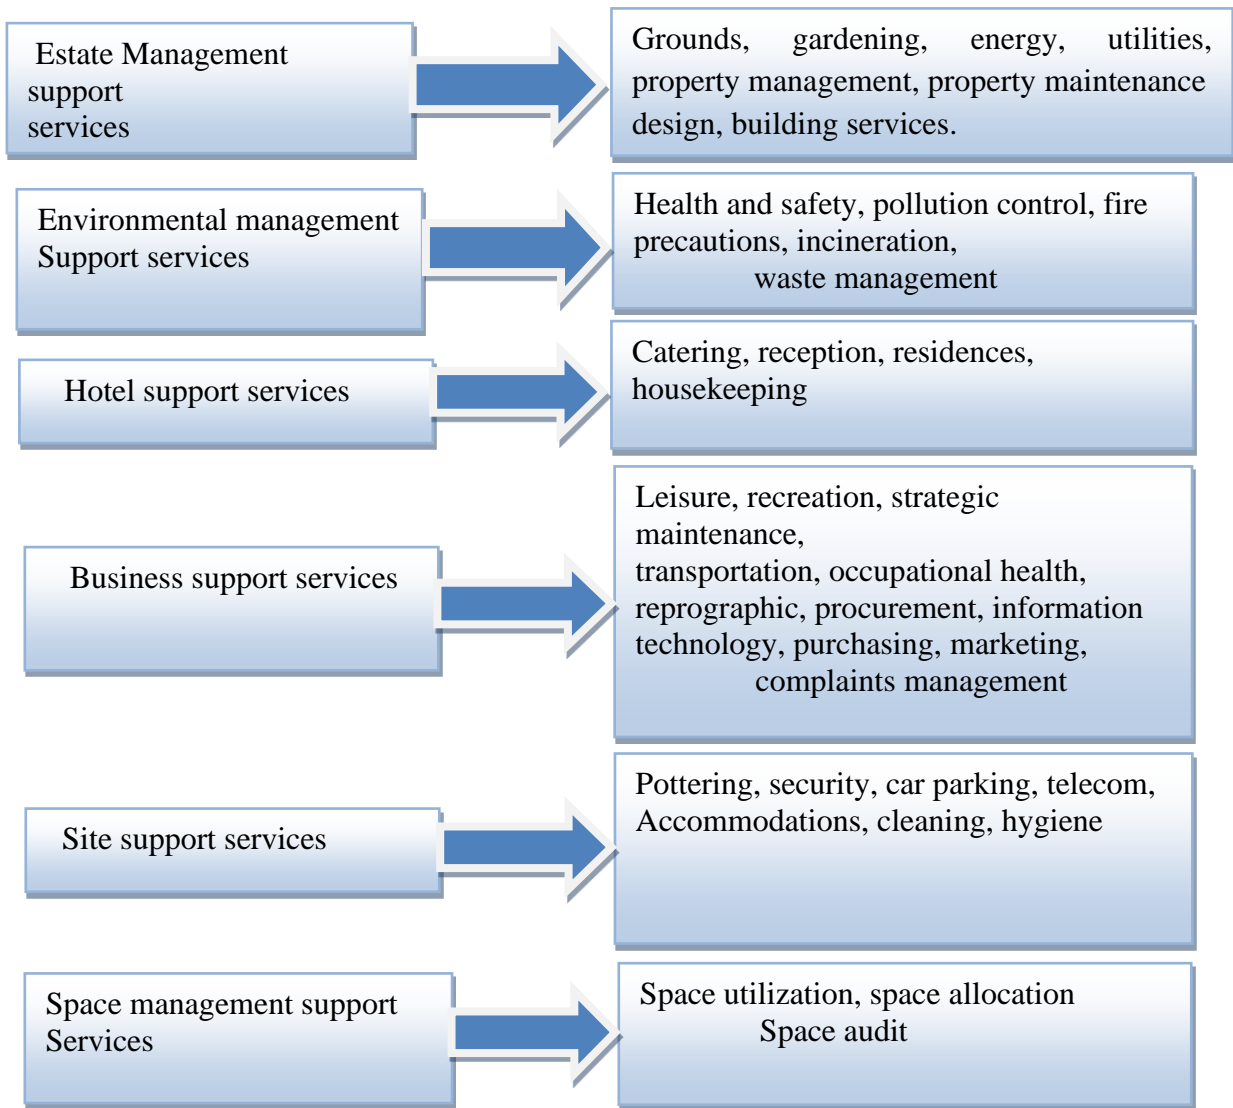 Estate Management
support
services
Grounds, gardening, energy, utilities,
property management, property maintenance
design, building services.
Environmental management
Support services
Health and safety, pollution control, fire
precautions, incineration,
waste management
Hotel support services
Catering, reception, residences,
housekeeping
Business support services
Leisure, recreation, strategic
maintenance,
transportation, occupational health,
reprographic, procurement, information
technology, purchasing, marketing,
complaints management
Site support services
Pottering, security, car parking, telecom,
Accommodations, cleaning, hygiene
Space management support
Services
Space utilization, space allocation
Space audit